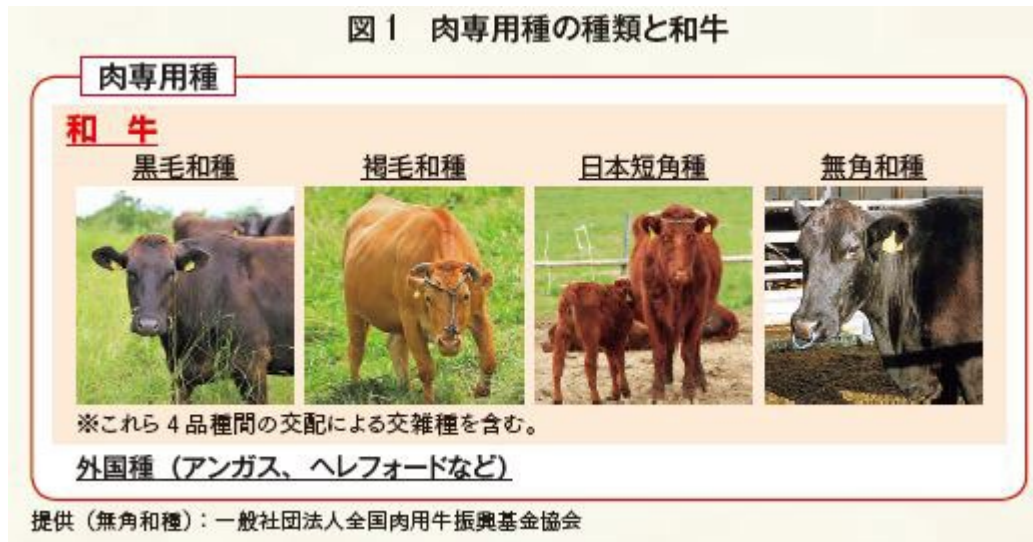 図1 肉専用種の種類と和牛
肉専用種
和 牛
黒毛和種 褐毛和種 日本短角種 無角和種
※これら4品種間の交配による交雑種を含む。
外国種（アンガス、ヘレフォードなど）
提供（無角和種）：一般社団法人全国肉用牛振興基金協会